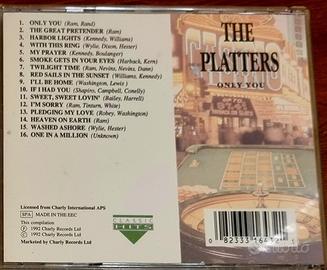 THE
PLATTERS
ONLY YOU
1. ONLY YOU (Ram, Rand)
2. THE GREAT PRETENDER (Ram)
3. HARBOR LIGHTS (Kennedy, Williams)
4. WITH THIS RING (Wylie, Dixon, Hester)
5. MY PRAYER (Kennedy, Boulanger)
6. SMOKE GETS IN YOUR EYES (Harback, Kern)
7. TWILIGHT TIME (Ram, Nevins, Nevins, Dunn)
8. RED SAILS IN THE SUNSET (Williams, Kennedy)
9. I'LL BE HOME (Washington, Lewis)
10. IF I HAD YOU (Shapiro, Campbell, Conelly)
11. SWEET, SWEET LOVIN' (Bailey, Harrell)
12. I'M SORRY (Ram, Tinturn, White)
13. PLEDGING MY LOVE (Robey, Washington)
14. HEAVEN ON EARTH (Ram)
15. WASHED ASHORE (Wylie, Hester)
16. ONE IN A MILLION (Unknown)
Licensed from Charly International APS
SPA MADE IN THE EEC
This compilation
℗ 1992 Charly Records Ltd
© 1992 Charly Records Ltd
Marketed by Charly Records Ltd
CLASSIC
HITS